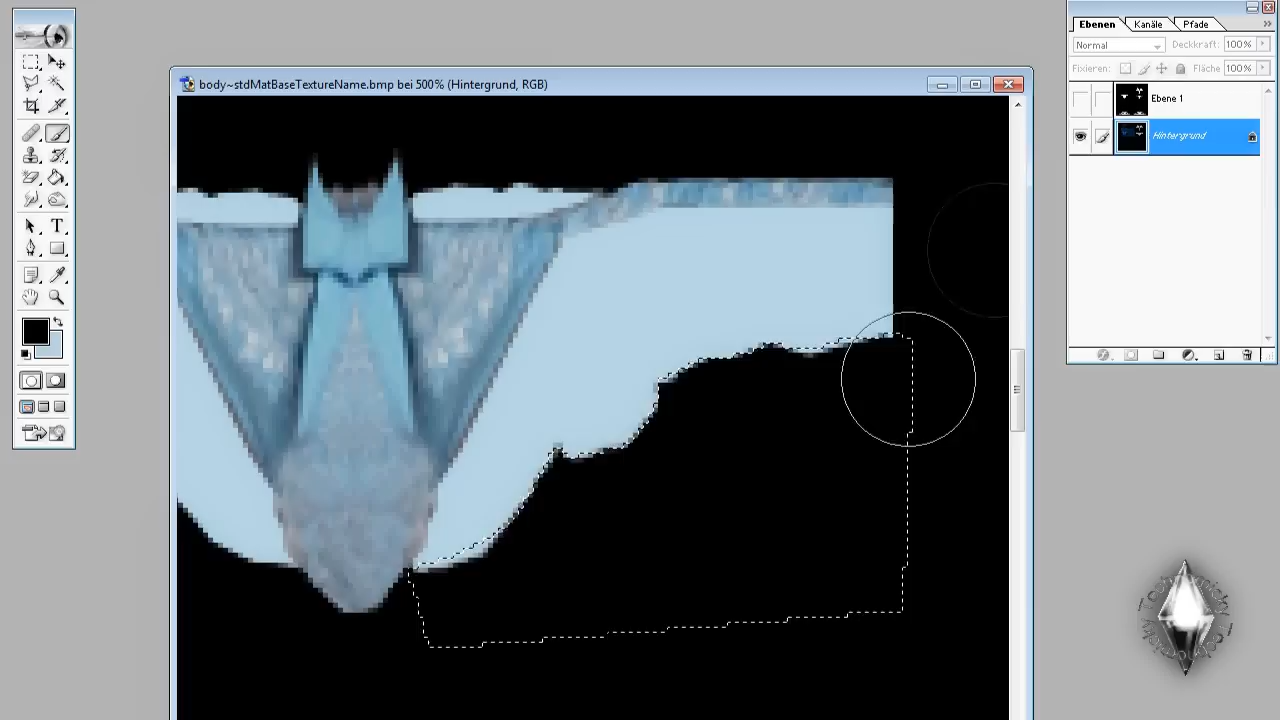 Ebenen Kanäle Pfade
Normal Deckkraft: 100%
Fixieren: Fläche 100%
body~stdMatBaseTextureName.bmp bei 500% (Hintergrund, RGB)
Ebene 1
Hintergrund
T